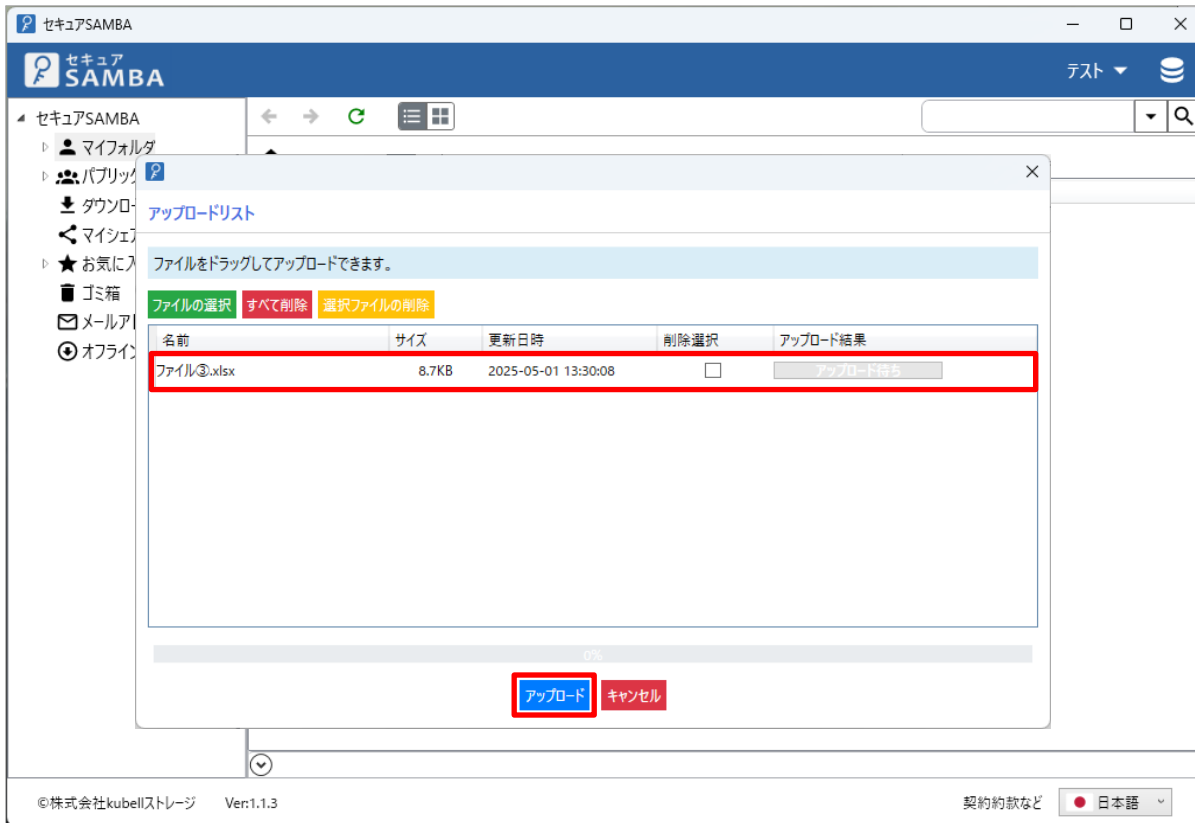 セキュアSAMBA
セキュア
SAMBA
テスト
セキュアSAMBA
マイフォルダ
パブリック
ダウンロー
マイシェア
お気に入
ゴミ箱
メールア
オフライン
アップロードリスト
ファイルをドラッグしてアップロードできます。
ファイルの選択 すべて削除 選択ファイルの削除
名前 サイズ 更新日時 削除選択 アップロード結果
ファイル③.xlsx 8.7KB 2025-05-01 13:30:08 アップロード待ち
0%
アップロード キャンセル
©株式会社kubellストレージ Ver:1.1.3 契約約款など 日本語